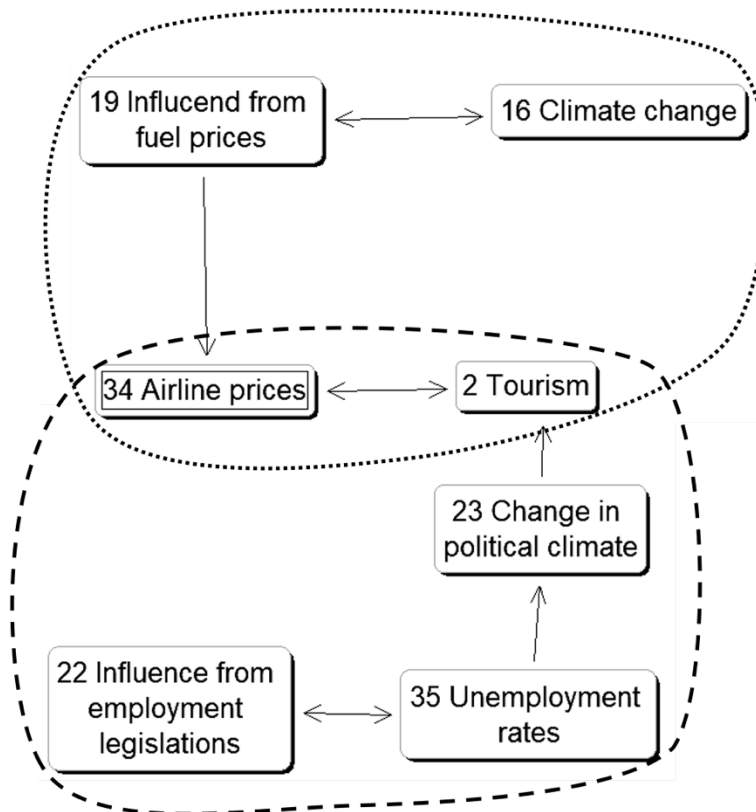 19 Influcend from
fuel prices
16 Climate change
34 Airline prices
2 Tourism
23 Change in
political climate
22 Influence from
employment
legislations
35 Unemployment
rates